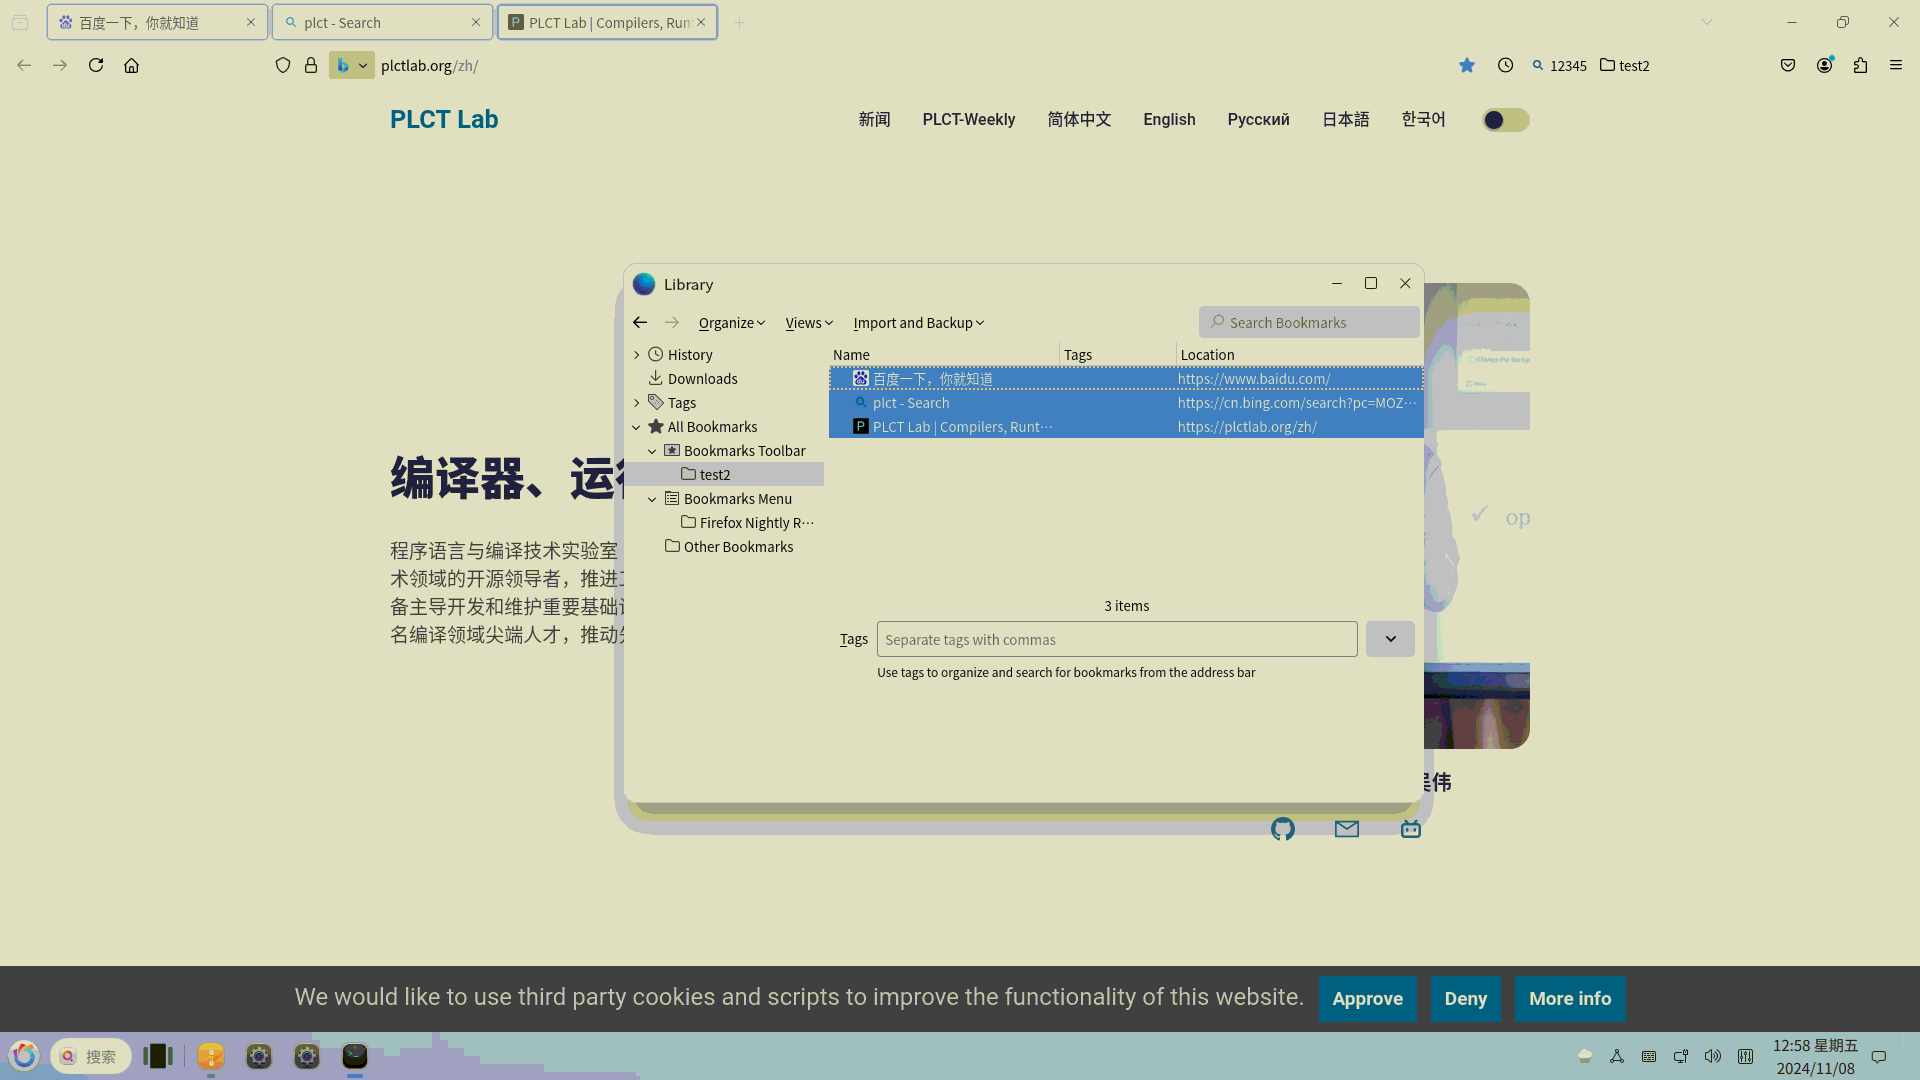 百度一下，你就知道
plct - Search
PLCT Lab | Compilers, Run
plctlab.org/zh/
12345
test2
PLCT Lab
新闻
PLCT-Weekly
简体中文
English
Русский
日本語
한국어
Library
Organize
Views
Import and Backup
Search Bookmarks
History
Downloads
Tags
All Bookmarks
Bookmarks Toolbar
test2
Bookmarks Menu
Firefox Nightly R···
Other Bookmarks
Name
Tags
Location
百度一下，你就知道
https://www.baidu.com/
plct - Search
https://cn.bing.com/search?pc=MOZ···
PLCT Lab | Compilers, Runt···
https://plctlab.org/zh/
3 items
Tags
Separate tags with commas
Use tags to organize and search for bookmarks from the address bar
编译器、运
程序语言与编译技术实验室
术领域的开源领导者，推进
备主导开发和维护重要基础
名编译领域尖端人才，推动
op
伟
We would like to use third party cookies and scripts to improve the functionality of this website.
Approve
Deny
More info
搜索
12:58 星期五
2024/11/08